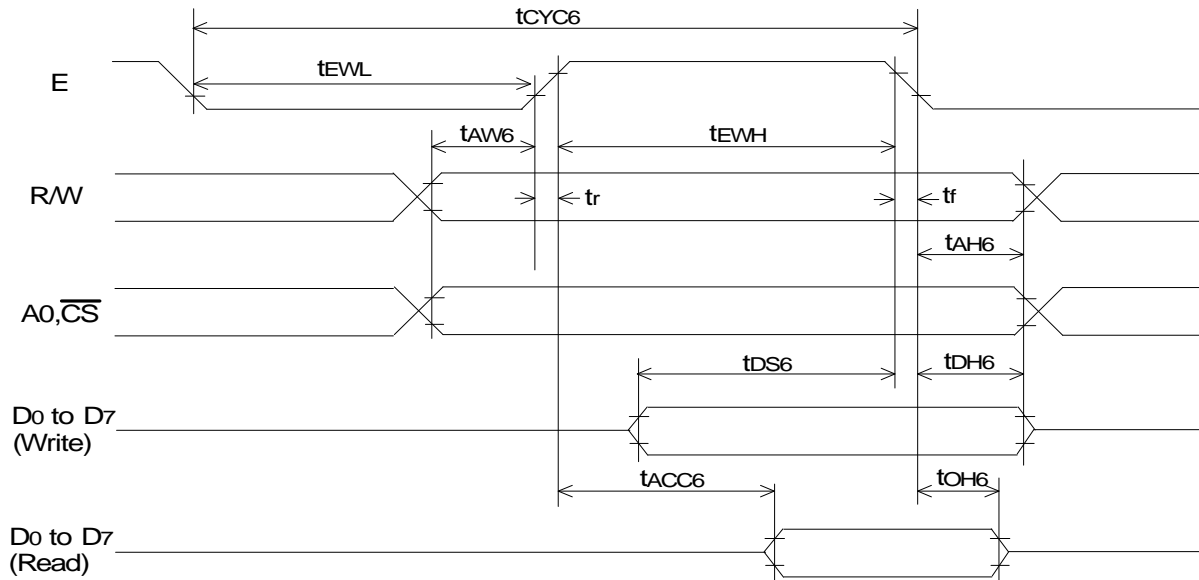 tCYC6
E
tEWL
tAW6
tEWH
R/W
tr
tf
tAH6
A0,CS
tDS6
tDH6
D0 to D7
(Write)
tACC6
tOH6
D0 to D7
(Read)